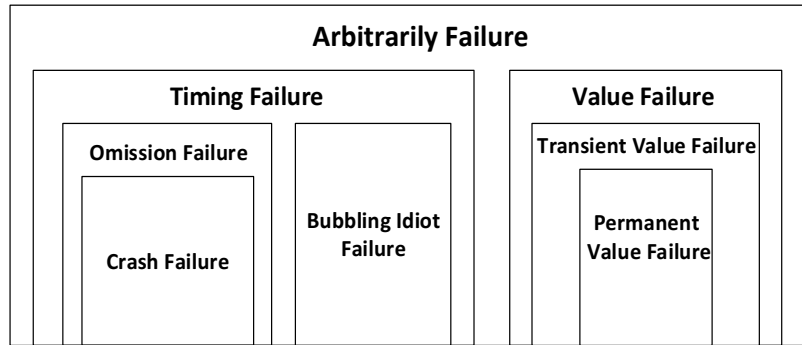 Arbitrarily Failure
Timing Failure
Value Failure
Omission Failure
Transient Value Failure
Crash Failure
Bubbling Idiot
Failure
Permanent
Value Failure